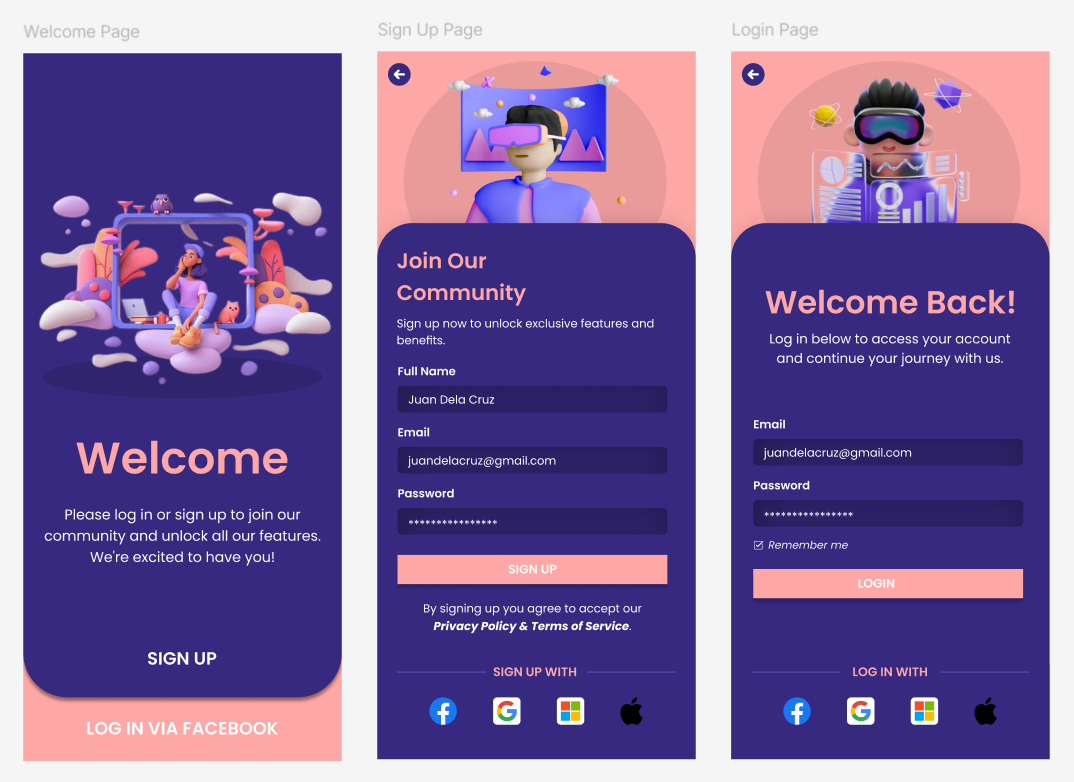 Welcome Page
Welcome
Please log in or sign up to join our
community and unlock all our features.
We're excited to have you!
SIGN UP
LOG IN VIA FACEBOOK
Sign Up Page
Join Our
Community
Sign up now to unlock exclusive features and
benefits.
Full Name
Juan Dela Cruz
Email
juandelacruz@gmail.com
Password
****************
SIGN UP
By signing up you agree to accept our
Privacy Policy & Terms of Service.
SIGN UP WITH
Login Page
Welcome Back!
Log in below to access your account
and continue your journey with us.
Email
juandelacruz@gmail.com
Password
****************
Remember me
LOGIN
LOG IN WITH